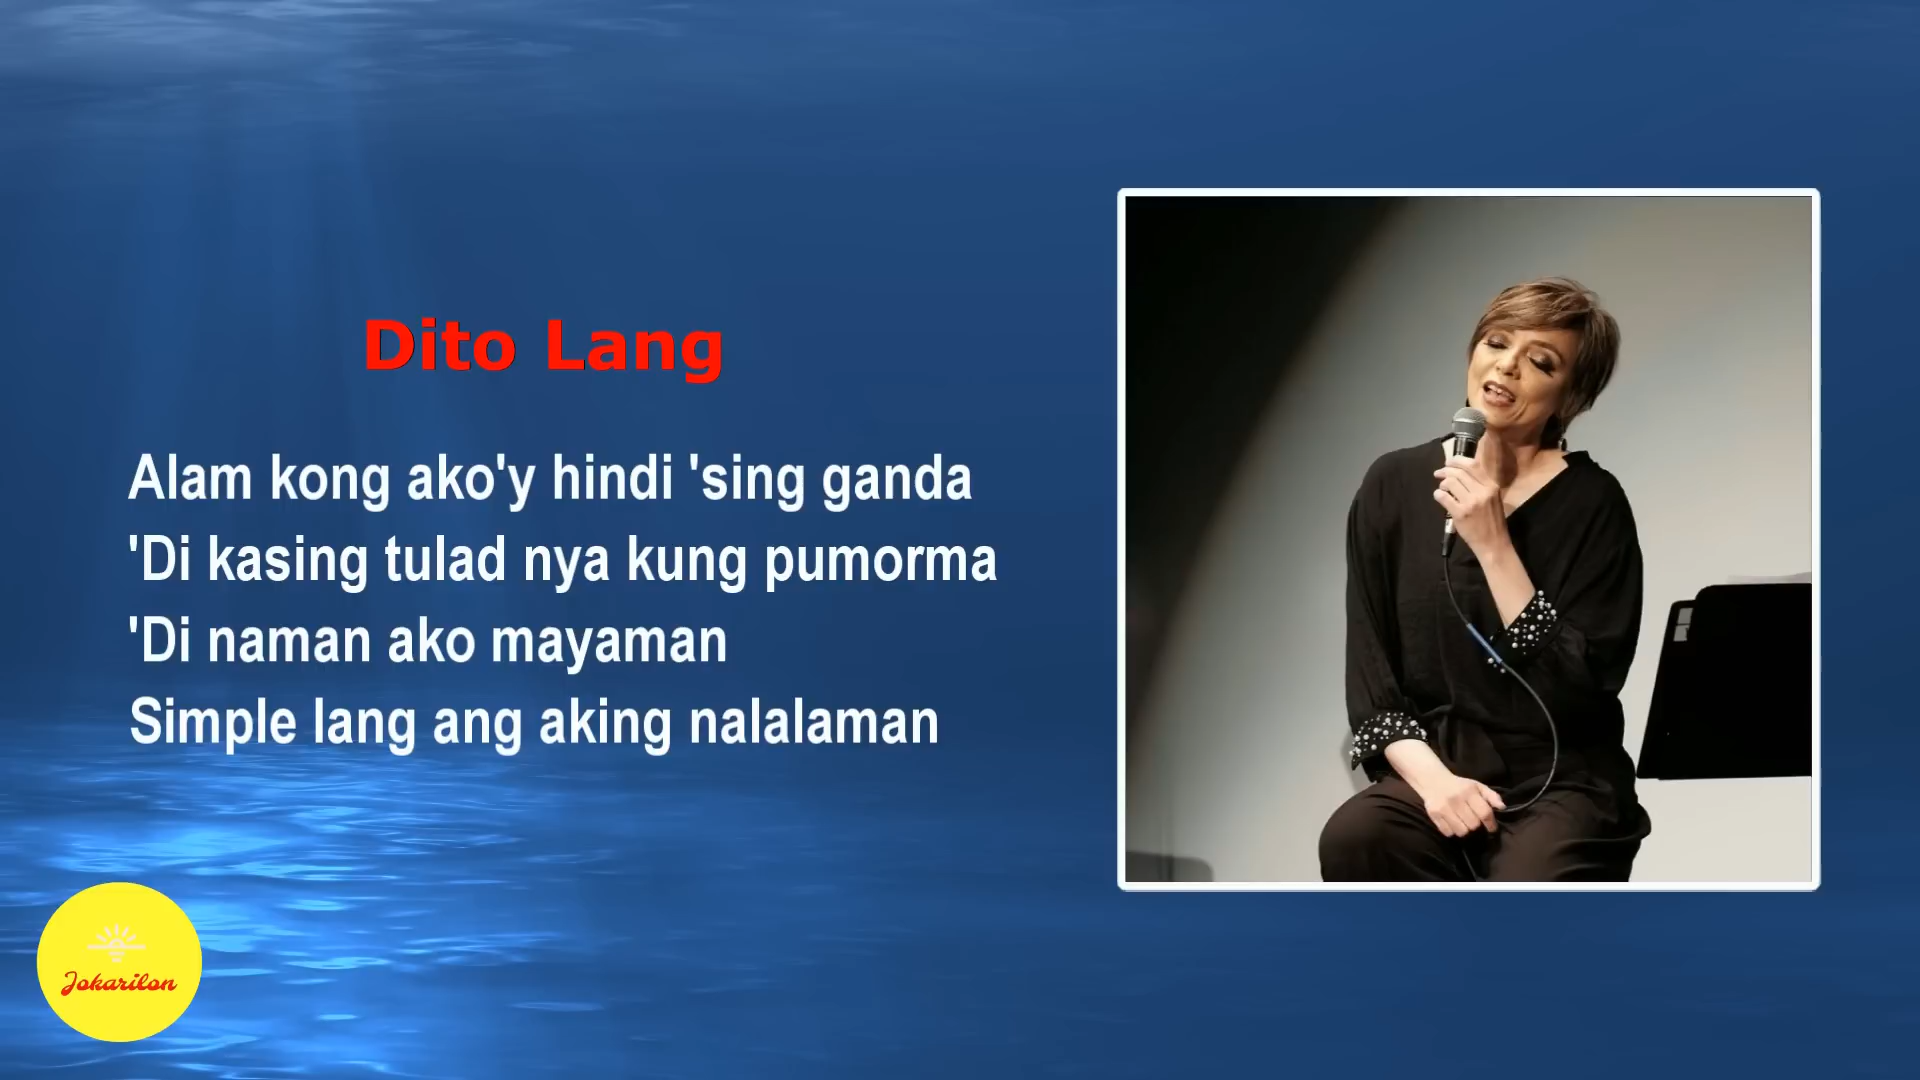 Dito Lang
Alam kong ako'y hindi 'sing ganda
'Di kasing tulad nya kung pumorma
'Di naman ako mayaman
Simple lang ang aking nalalaman
Jokarilon